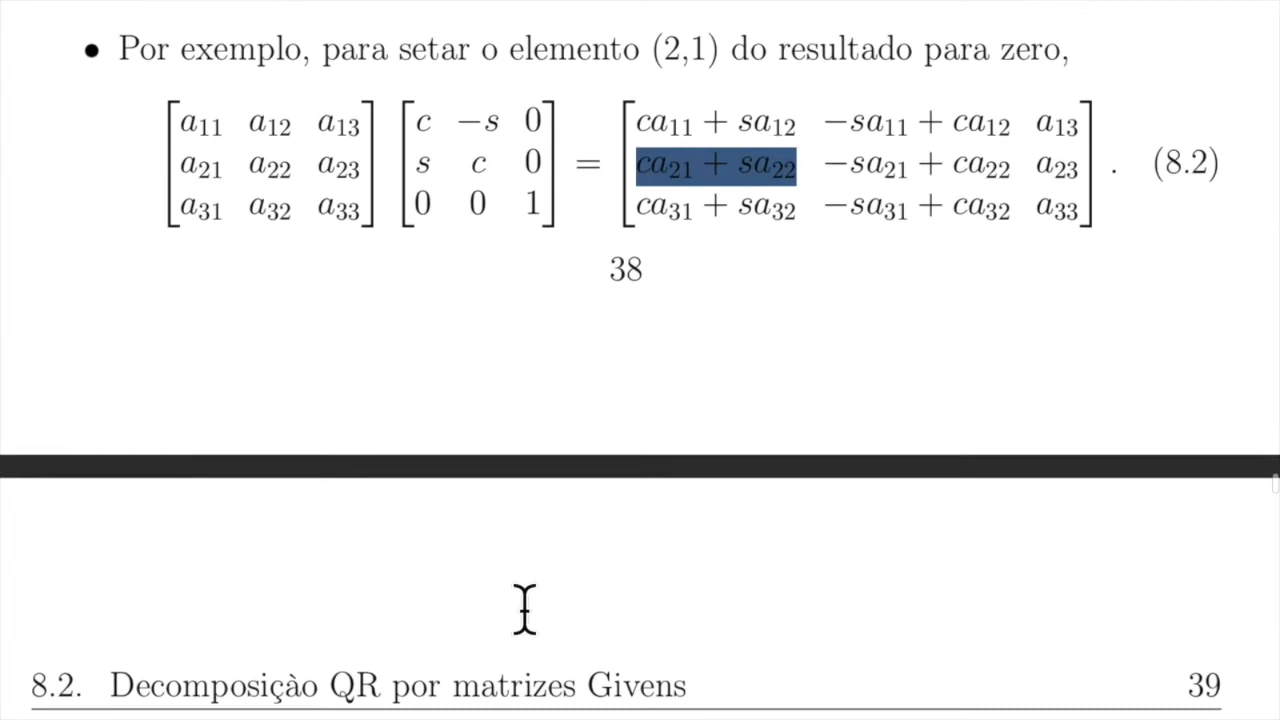 • Por exemplo, para setar o elemento (2,1) do resultado para zero,
[a₁₁ a₁₂ a₁₃] [c −s 0] [ca₁₁ + sa₁₂ −sa₁₁ + ca₁₂ a₁₃]
[a₂₁ a₂₂ a₂₃] [s c 0] = [ca₂₁ + sa₂₂ −sa₂₁ + ca₂₂ a₂₃] . (8.2)
[a₃₁ a₃₂ a₃₃] [0 0 1] [ca₃₁ + sa₃₂ −sa₃₁ + ca₃₂ a₃₃]
38
8.2. Decomposiçào QR por matrizes Givens 39